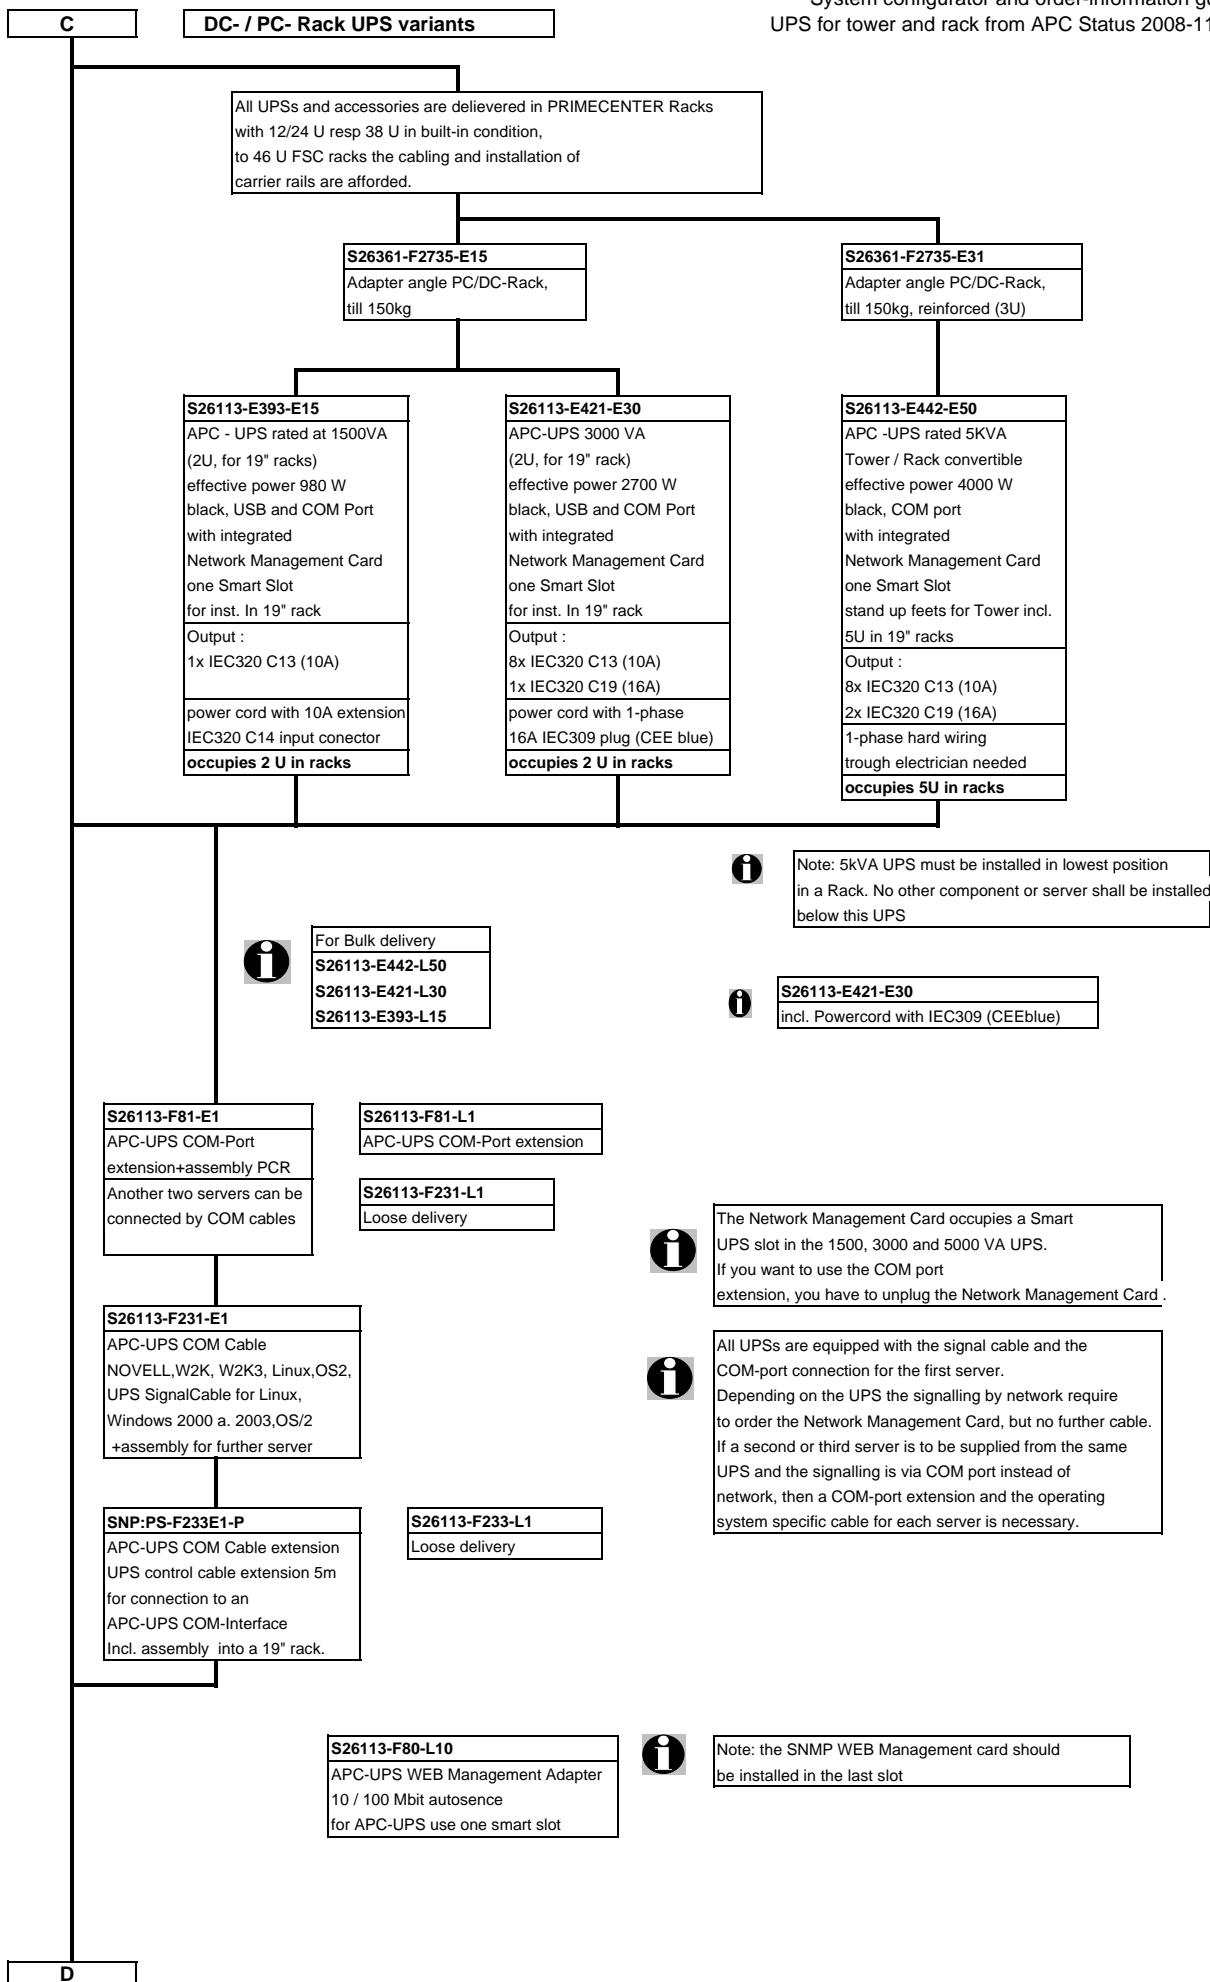 System configurator and order-information g
C
DC- / PC- Rack UPS variants
UPS for tower and rack from APC Status 2008-11
All UPSs and accessories are delievered in PRIMECENTER Racks
with 12/24 U resp 38 U in built-in condition,
to 46 U FSC racks the cabling and installation of
carrier rails are afforded.
S26361-F2735-E15
Adapter angle PC/DC-Rack,
till 150kg
S26361-F2735-E31
Adapter angle PC/DC-Rack,
till 150kg, reinforced (3U)
S26113-E393-E15
APC - UPS rated at 1500VA
(2U, for 19" racks)
effective power 980 W
black, USB and COM Port
with integrated
Network Management Card
one Smart Slot
for inst. In 19" rack
Output :
1x IEC320 C13 (10A)
power cord with 10A extension
IEC320 C14 input conector
occupies 2 U in racks
S26113-E421-E30
APC-UPS 3000 VA
(2U, for 19" rack)
effective power 2700 W
black, USB and COM Port
with integrated
Network Management Card
one Smart Slot
for inst. In 19" rack
Output :
8x IEC320 C13 (10A)
1x IEC320 C19 (16A)
power cord with 1-phase
16A IEC309 plug (CEE blue)
occupies 2 U in racks
S26113-E442-E50
APC -UPS rated 5KVA
Tower / Rack convertible
effective power 4000 W
black, COM port
with integrated
Network Management Card
one Smart Slot
stand up feets for Tower incl.
5U in 19" racks
Output :
8x IEC320 C13 (10A)
2x IEC320 C19 (16A)
1-phase hard wiring
trough electrician needed
occupies 5U in racks
Note: 5kVA UPS must be installed in lowest position
in a Rack. No other component or server shall be installed
below this UPS
For Bulk delivery
S26113-E442-L50
S26113-E421-L30
S26113-E393-L15
S26113-E421-E30
incl. Powercord with IEC309 (CEEblue)
S26113-F81-E1
APC-UPS COM-Port
extension+assembly PCR
Another two servers can be
connected by COM cables
S26113-F81-L1
APC-UPS COM-Port extension
S26113-F231-L1
Loose delivery
The Network Management Card occupies a Smart
UPS slot in the 1500, 3000 and 5000 VA UPS.
If you want to use the COM port
extension, you have to unplug the Network Management Card .
S26113-F231-E1
APC-UPS COM Cable
NOVELL,W2K, W2K3, Linux,OS2,
UPS SignalCable for Linux,
Windows 2000 a. 2003,OS/2
+assembly for further server
All UPSs are equipped with the signal cable and the
COM-port connection for the first server.
Depending on the UPS the signalling by network require
to order the Network Management Card, but no further cable.
If a second or third server is to be supplied from the same
UPS and the signalling is via COM port instead of
network, then a COM-port extension and the operating
system specific cable for each server is necessary.
SNP:PS-F233E1-P
APC-UPS COM Cable extension
UPS control cable extension 5m
for connection to an
APC-UPS COM-Interface
Incl. assembly into a 19" rack.
S26113-F233-L1
Loose delivery
S26113-F80-L10
APC-UPS WEB Management Adapter
10 / 100 Mbit autosence
for APC-UPS use one smart slot
Note: the SNMP WEB Management card should
be installed in the last slot
D